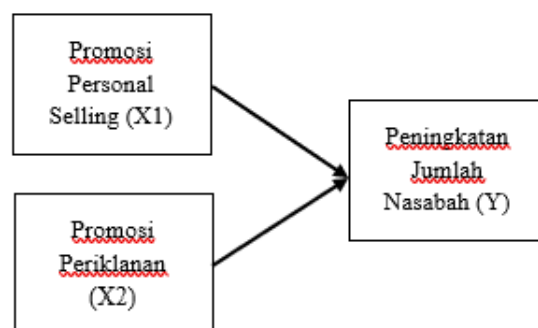 Promosi
Personal
Selling (X1)
Peningkatan
Jumlah
Nasabah (Y)
Promosi
Periklanan
(X2)